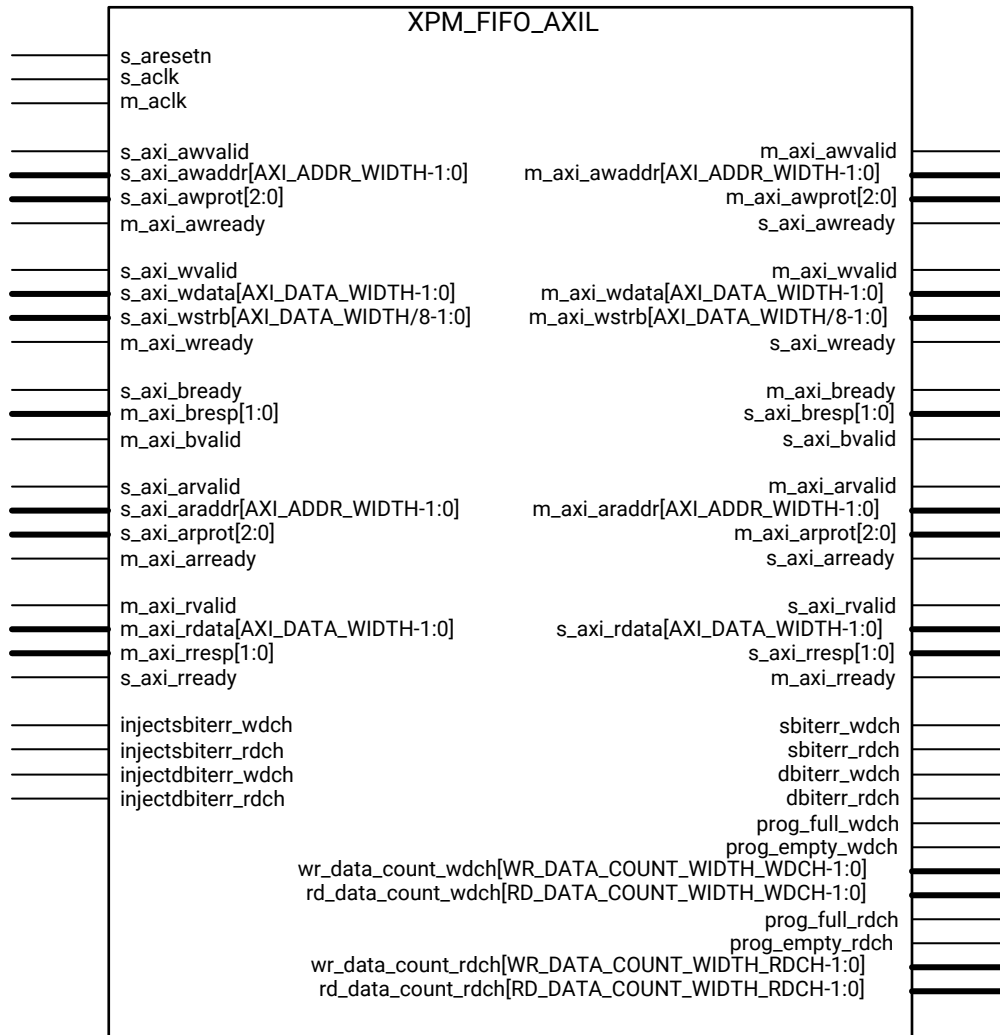 XPM_FIFO_AXIL
s_aresetn
s_aclk
m_aclk
s_axi_awvalid m_axi_awvalid
s_axi_awaddr[AXI_ADDR_WIDTH-1:0] m_axi_awaddr[AXI_ADDR_WIDTH-1:0]
s_axi_awprot[2:0] m_axi_awprot[2:0]
m_axi_awready s_axi_awready
s_axi_wvalid m_axi_wvalid
s_axi_wdata[AXI_DATA_WIDTH-1:0] m_axi_wdata[AXI_DATA_WIDTH-1:0]
s_axi_wstrb[AXI_DATA_WIDTH/8-1:0] m_axi_wstrb[AXI_DATA_WIDTH/8-1:0]
m_axi_wready s_axi_wready
s_axi_bready m_axi_bready
m_axi_bresp[1:0] s_axi_bresp[1:0]
m_axi_bvalid s_axi_bvalid
s_axi_arvalid m_axi_arvalid
s_axi_araddr[AXI_ADDR_WIDTH-1:0] m_axi_araddr[AXI_ADDR_WIDTH-1:0]
s_axi_arprot[2:0] m_axi_arprot[2:0]
m_axi_arready s_axi_arready
m_axi_rvalid s_axi_rvalid
m_axi_rdata[AXI_DATA_WIDTH-1:0] s_axi_rdata[AXI_DATA_WIDTH-1:0]
m_axi_rresp[1:0] s_axi_rresp[1:0]
s_axi_rready m_axi_rready
injectsbiterr_wdch sbiterr_wdch
injectsbiterr_rdch sbiterr_rdch
injectdbiterr_wdch dbiterr_wdch
injectdbiterr_rdch dbiterr_rdch
prog_full_wdch
prog_empty_wdch
wr_data_count_wdch[WR_DATA_COUNT_WIDTH_WDCH-1:0]
rd_data_count_wdch[RD_DATA_COUNT_WIDTH_WDCH-1:0]
prog_full_rdch
prog_empty_rdch
wr_data_count_rdch[WR_DATA_COUNT_WIDTH_RDCH-1:0]
rd_data_count_rdch[RD_DATA_COUNT_WIDTH_RDCH-1:0]